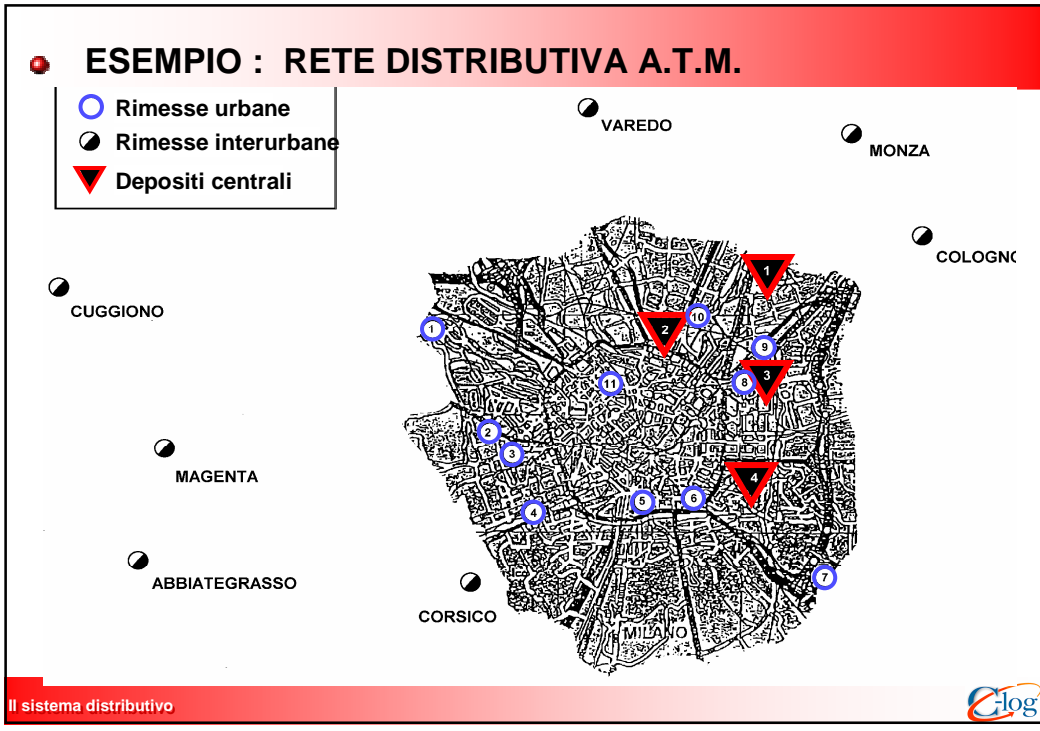 ESEMPIO : RETE DISTRIBUTIVA A.T.M.
Rimesse urbane
Rimesse interurbane
Depositi centrali
VAREDO
MONZA
COLOGNO
CUGGIONO
MAGENTA
ABBIATEGRASSO
CORSICO
MILANO
1
2
3
4
1
2
3
4
5
6
7
8
9
10
11
Il sistema distributivo
C-log